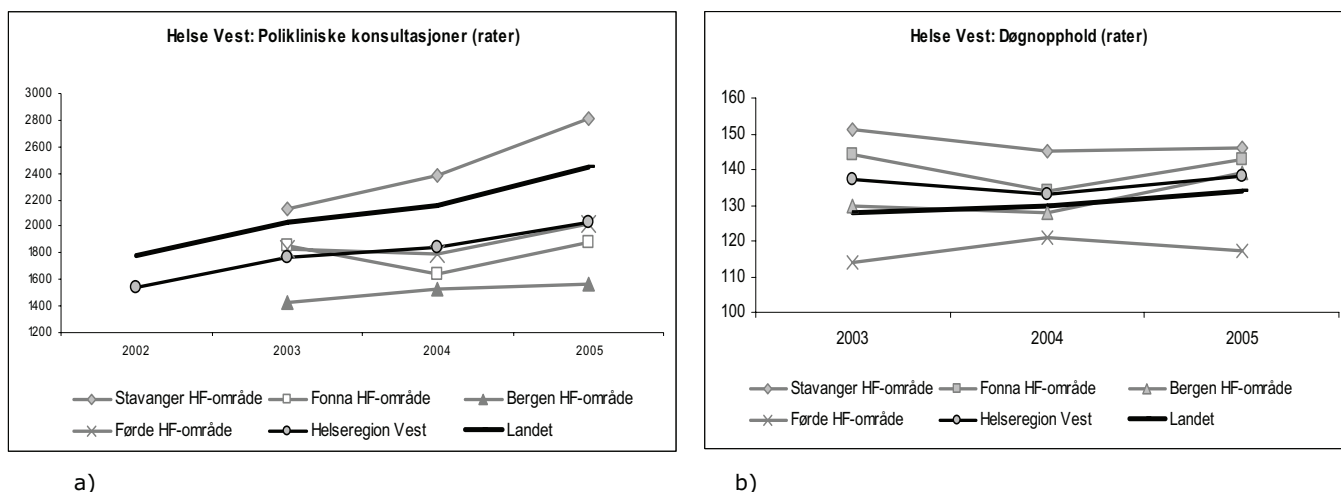 Helse Vest: Polikliniske konsultasjoner (rater)
3000
2800
2600
2400
2200
2000
1800
1600
1400
1200
2002 2003 2004 2005
Stavanger HF-område Fonna HF-område Bergen HF-område
Førde HF-område Helseregion Vest Landet
a)
Helse Vest: Døgnopphold (rater)
160
150
140
130
120
110
100
2003 2004 2005
Stavanger HF-område Fonna HF-område Bergen HF-område
Førde HF-område Helseregion Vest Landet
b)